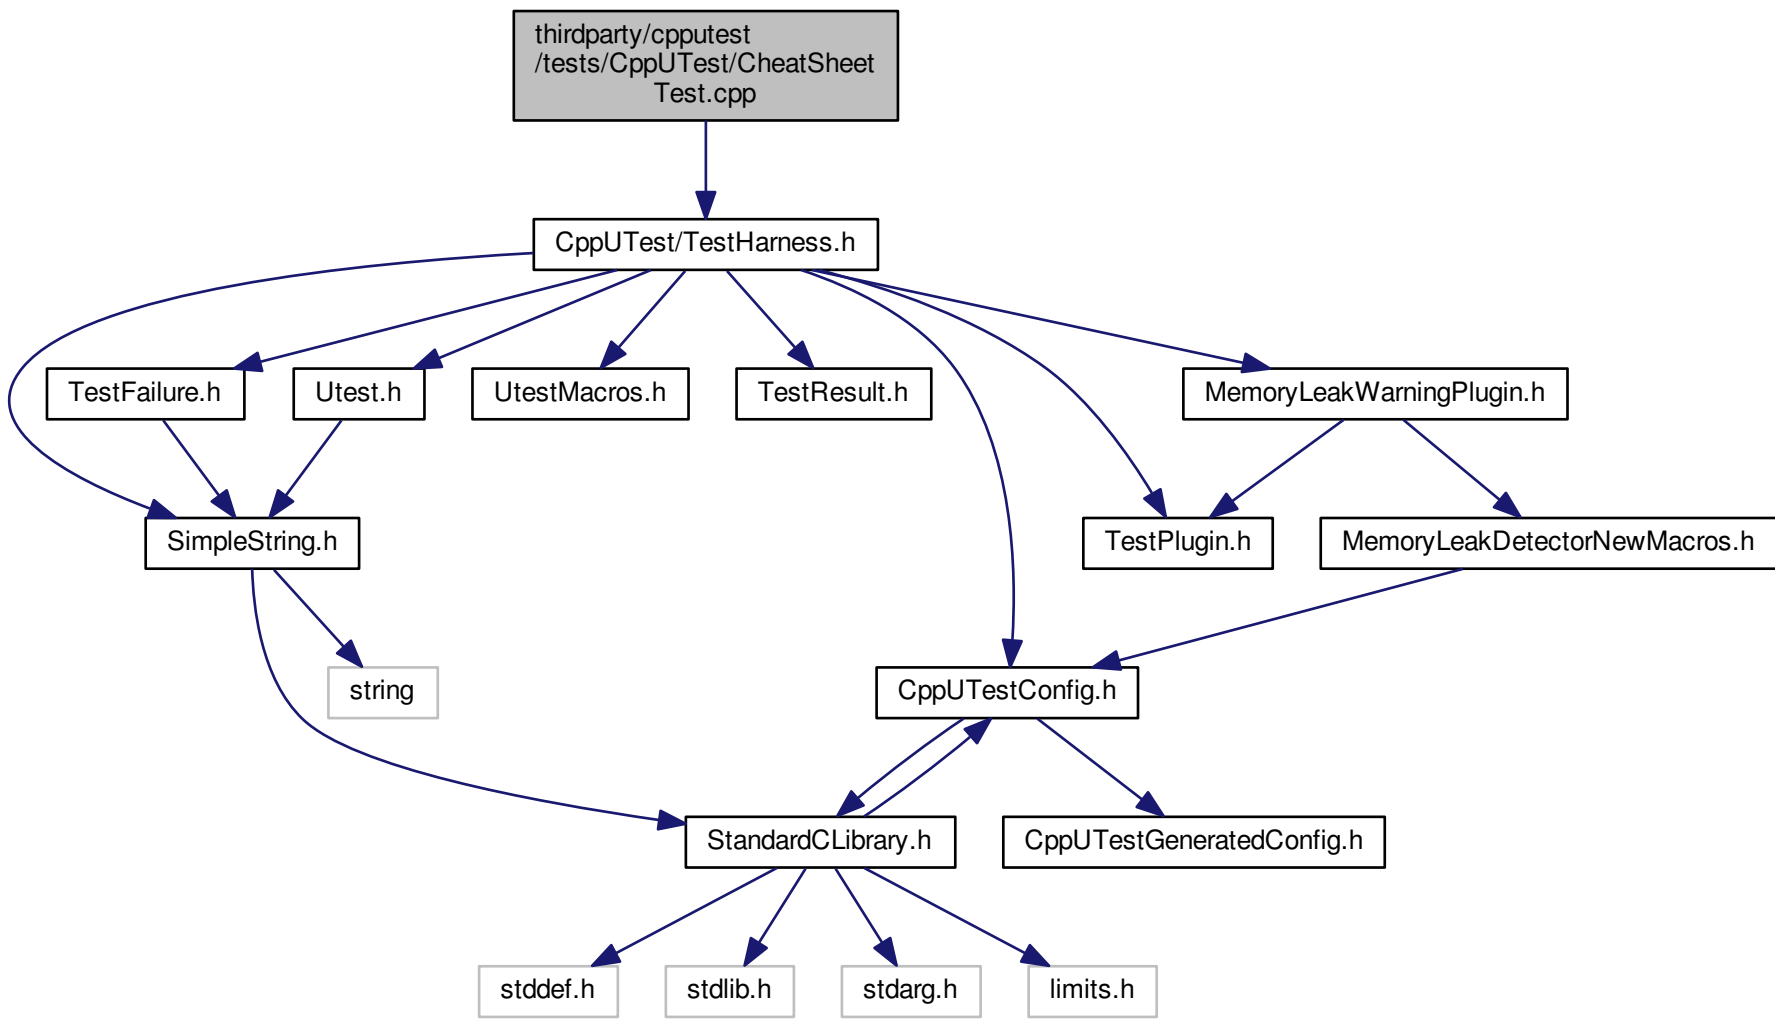 thirdparty/cpputest
/tests/CppUTest/CheatSheet
Test.cpp
CppUTest/TestHarness.h
TestFailure.h
Utest.h
UtestMacros.h
TestResult.h
MemoryLeakWarningPlugin.h
SimpleString.h
TestPlugin.h
MemoryLeakDetectorNewMacros.h
string
CppUTestConfig.h
StandardCLibrary.h
CppUTestGeneratedConfig.h
stddef.h
stdlib.h
stdarg.h
limits.h